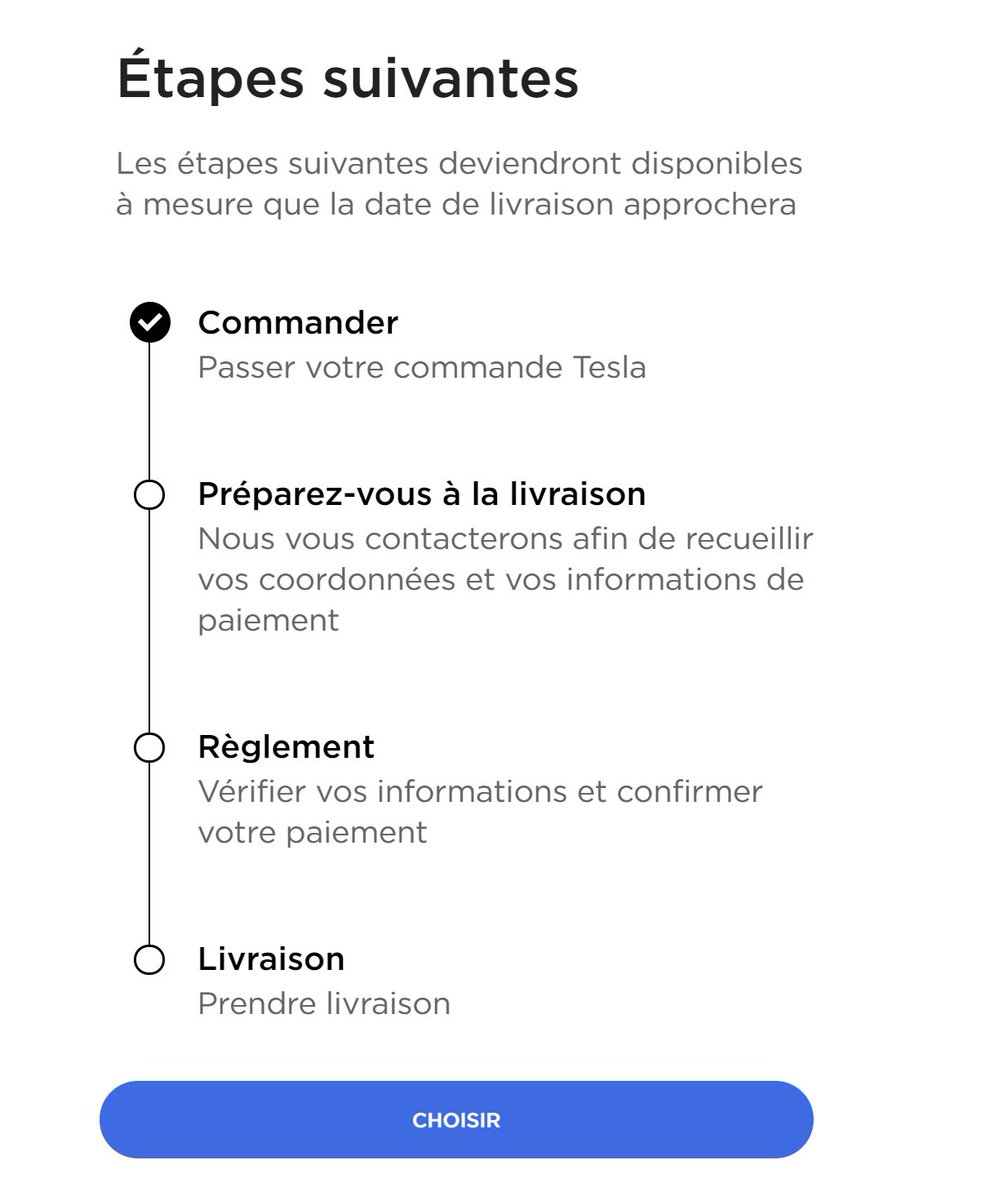 Étapes suivantes
Les étapes suivantes deviendront disponibles
à mesure que la date de livraison approchera
Commander
Passer votre commande Tesla
Préparez-vous à la livraison
Nous vous contacterons afin de recueillir
vos coordonnées et vos informations de
paiement
Règlement
Vérifier vos informations et confirmer
votre paiement
Livraison
Prendre livraison
CHOISIR